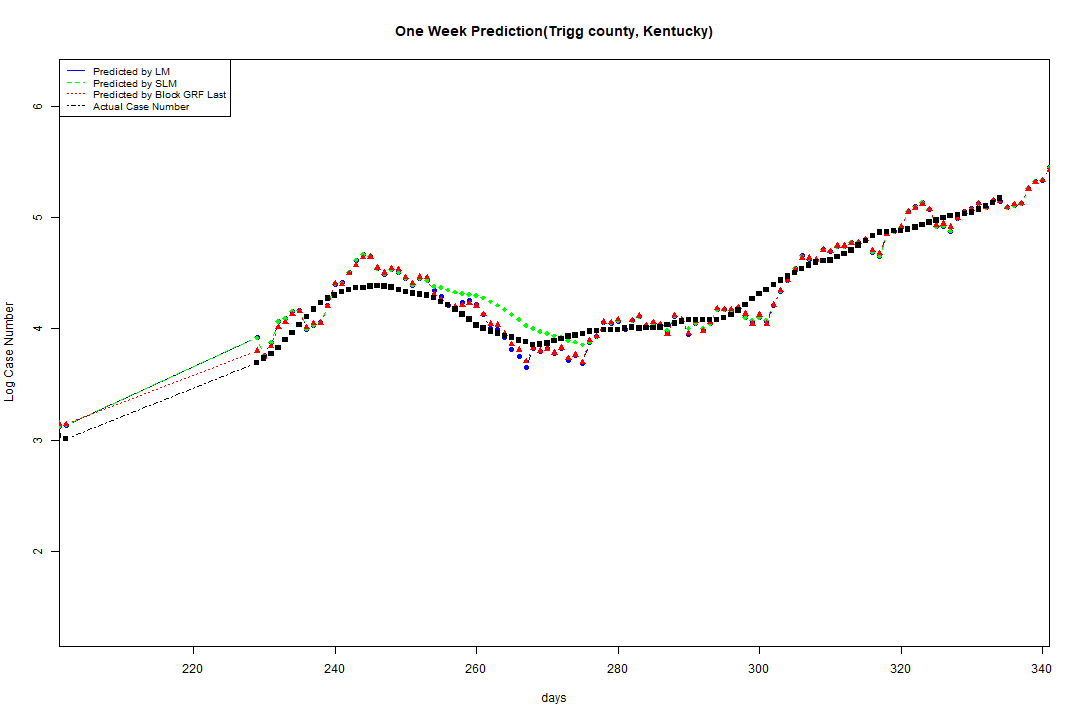 One Week Prediction(Trigg county, Kentucky)
Predicted by LM
Predicted by SLM
Predicted by Block GRF Last
Actual Case Number
Log Case Number
6
5
4
3
2
220 240 260 280 300 320 340
days